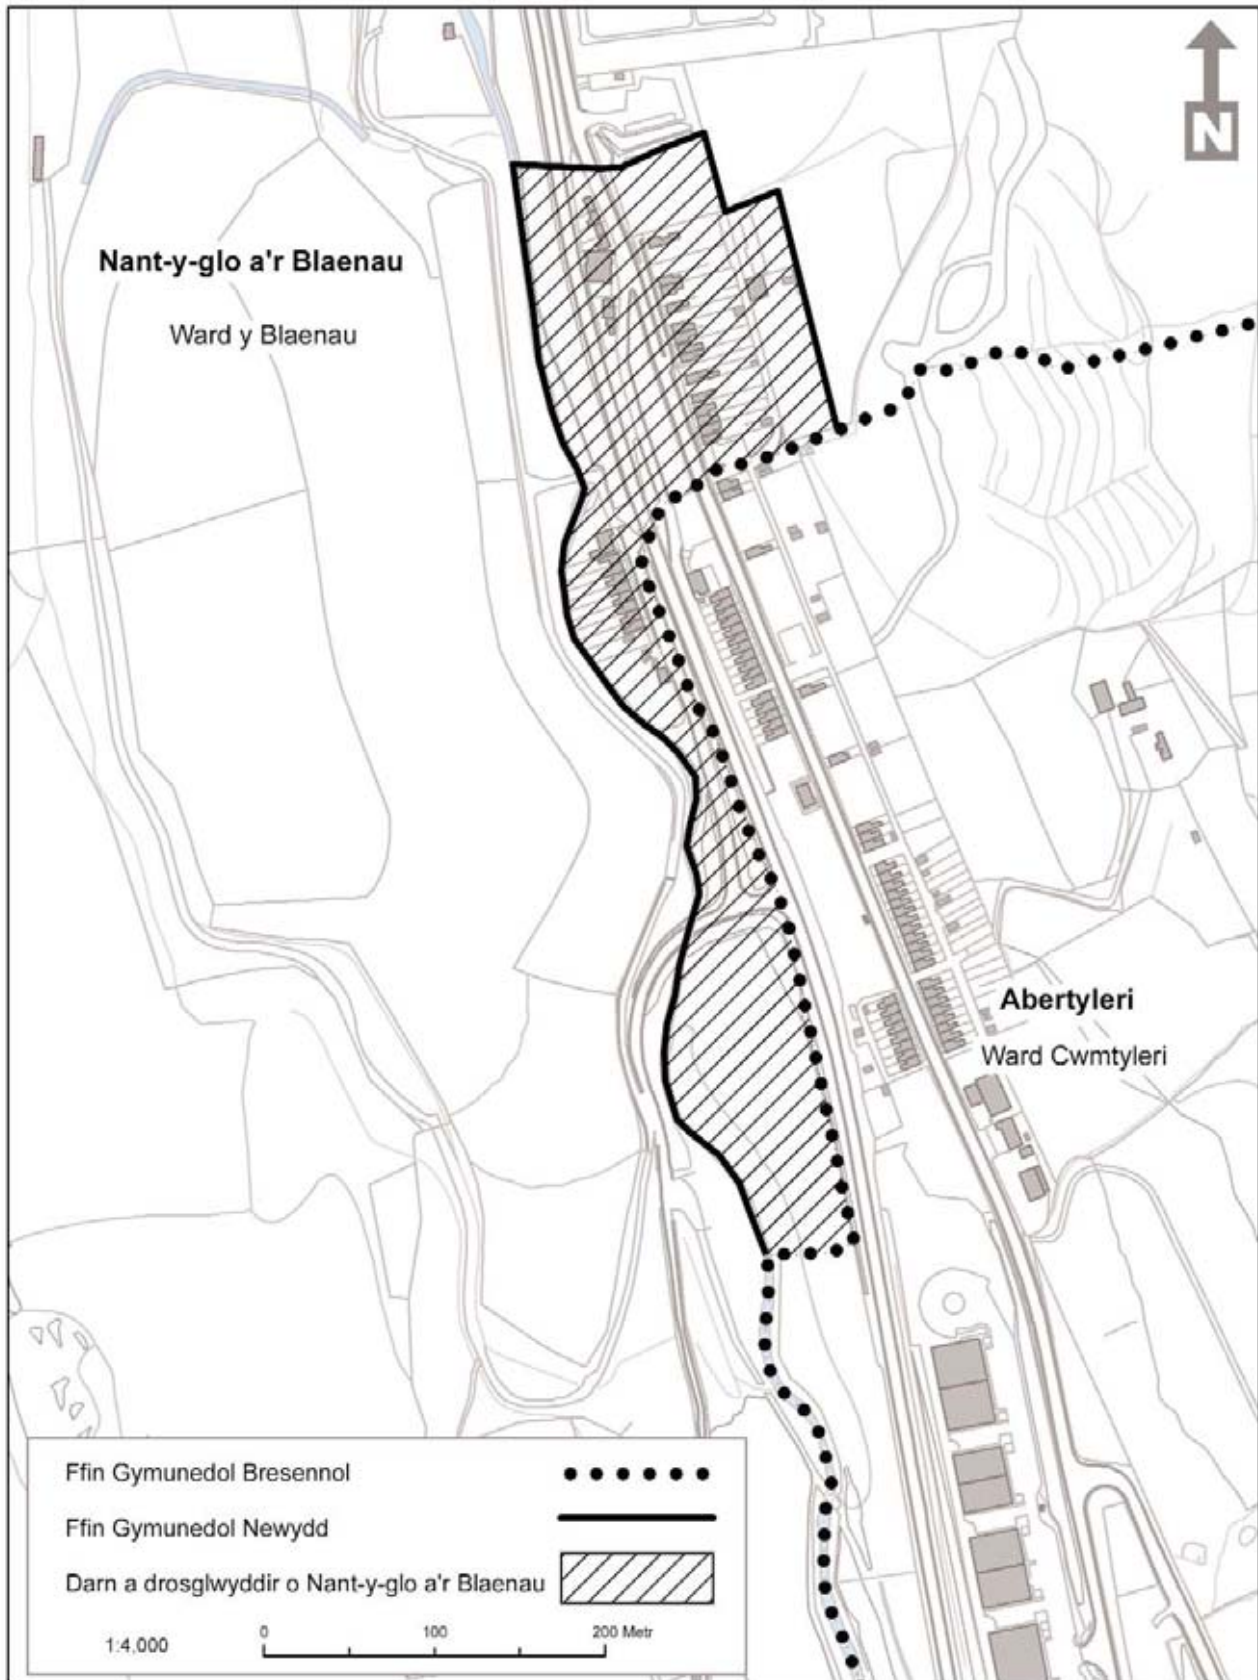 N
Nant-y-glo a'r Blaenau
Ward y Blaenau
Abertyleri
Ward Cwmtyleri
Ffin Gymunedol Bresennol
Ffin Gymunedol Newydd
Darn a drosglwyddir o Nant-y-glo a'r Blaenau
1:4,000 0 100 200 Metr